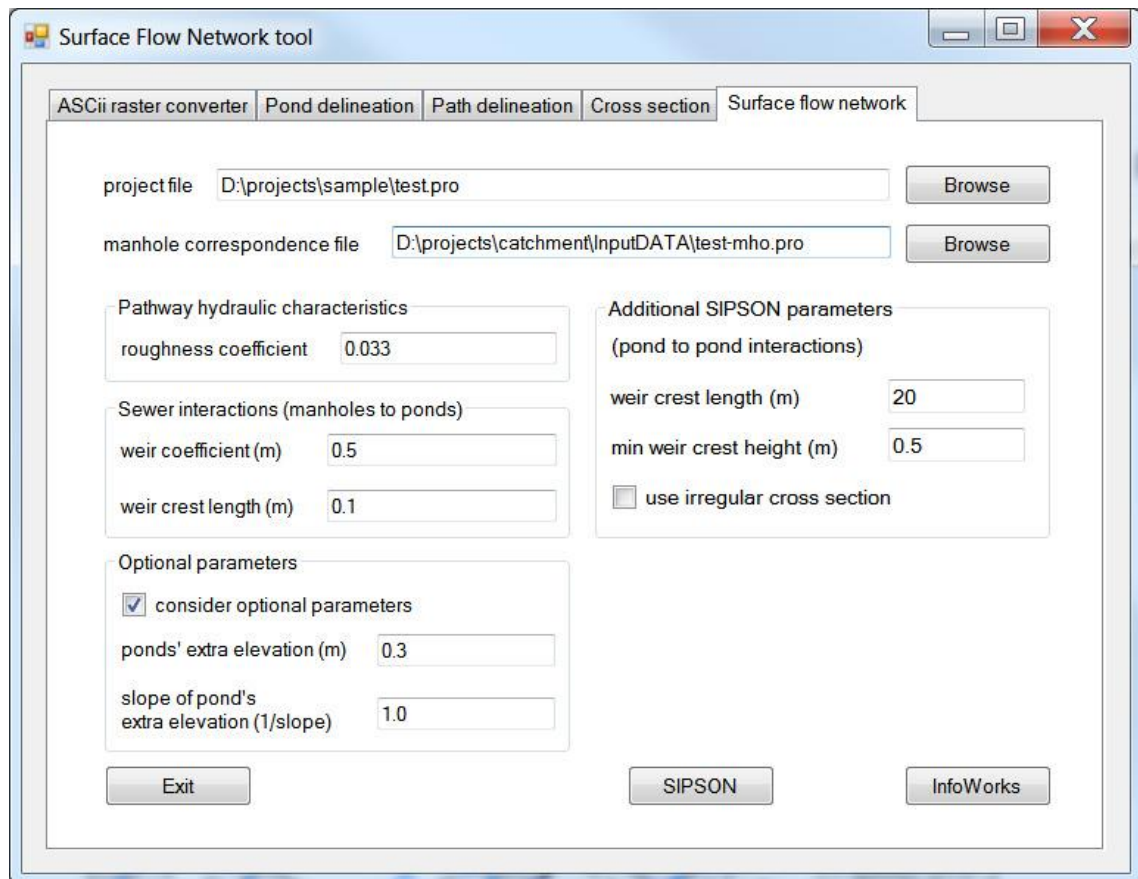 Surface Flow Network tool
ASCii raster converter Pond delineation Path delineation Cross section Surface flow network
project file D:\projects\sample\test.pro Browse
manhole correspondence file D:\projects\catchment\InputDATA\test-mho.pro Browse
Pathway hydraulic characteristics
roughness coefficient 0.033
Sewer interactions (manholes to ponds)
weir coefficient (m) 0.5
weir crest length (m) 0.1
Additional SIPSON parameters
(pond to pond interactions)
weir crest length (m) 20
min weir crest height (m) 0.5
use irregular cross section
Optional parameters
consider optional parameters
ponds' extra elevation (m) 0.3
slope of pond's
extra elevation (1/slope) 1.0
Exit SIPSON InfoWorks